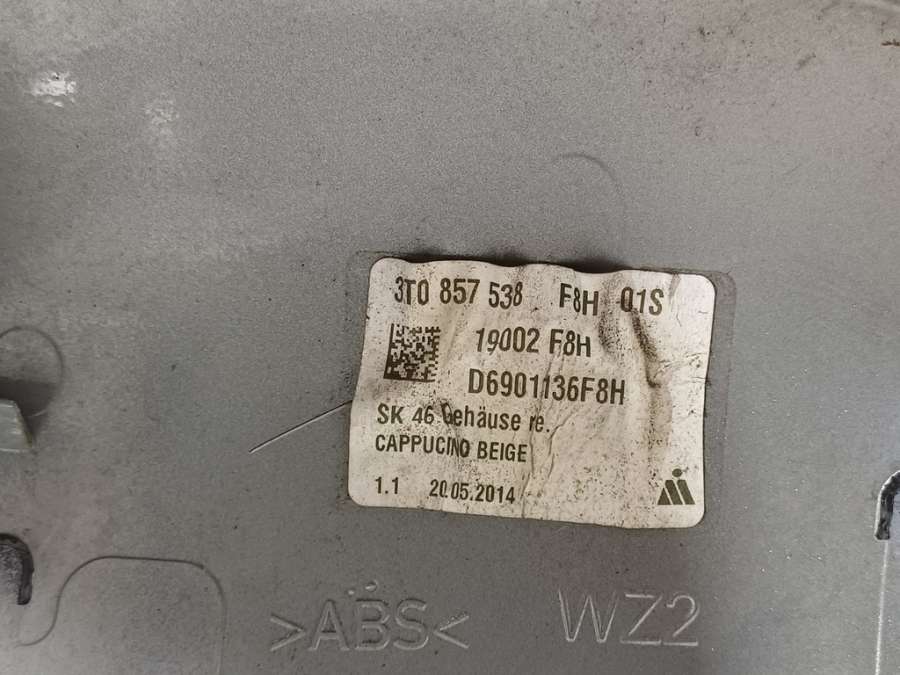 3T0 857 538 F8H 01S
19002 F8H
D6901136F8H
SK 46 Gehäuse re.
CAPPUCINO BEIGE
1.1 20.05.2014
>ABS< WZ2